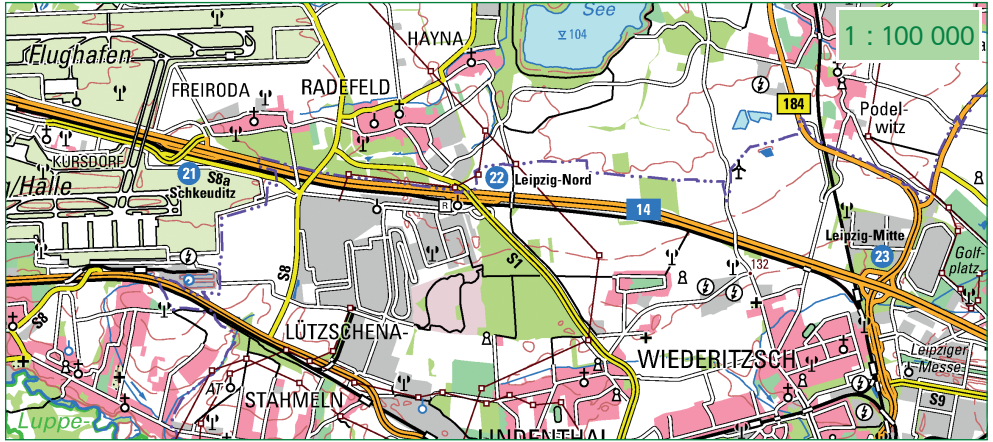 See
104
1 : 100 000
HAYNA
Flughafen
FREIRODA
RADEFELD
184
Podel-
witz
KURSDORF
21
S8a
Schkeuditz
22
Leipzig-Nord
g/Halle
R
14
Leipzig-Mitte
23
Golf-
platz
S8
S1
132
S8
LÜTZSCHENA-
WIEDERITZSCH
Leipziger
Messe
AT
STAHMELN
S9
Luppe-
LINDENTHAL